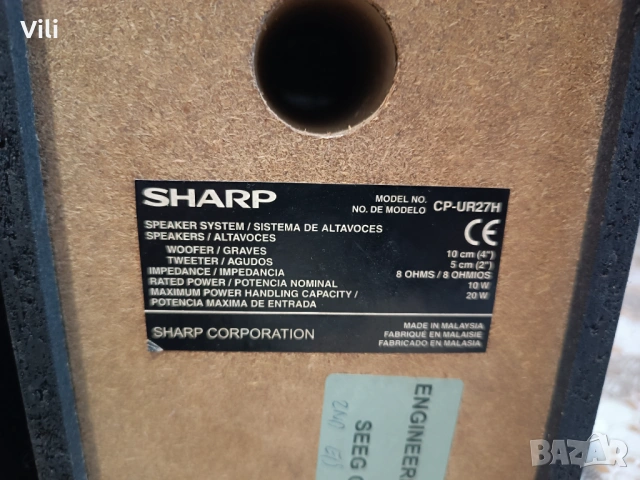 Vili
SHARP
MODEL NO. CP-UR27H
NO. DE MODELO
SPEAKER SYSTEM / SISTEMA DE ALTAVOCES
SPEAKERS / ALTAVOCES
WOOFER / GRAVES 10 cm (4")
TWEETER / AGUDOS 5 cm (2")
IMPEDANCE / IMPEDANCIA 8 OHMS / 8 OHMIOS
RATED POWER / POTENCIA NOMINAL 10 W
MAXIMUM POWER HANDLING CAPACITY / 20 W
POTENCIA MAXIMA DE ENTRADA
CE
SHARP CORPORATION
MADE IN MALAYSIA
FABRIQUE EN MALAISIE
FABRICADO EN MALASIA
ENGINEER
SEEG
BAZAR